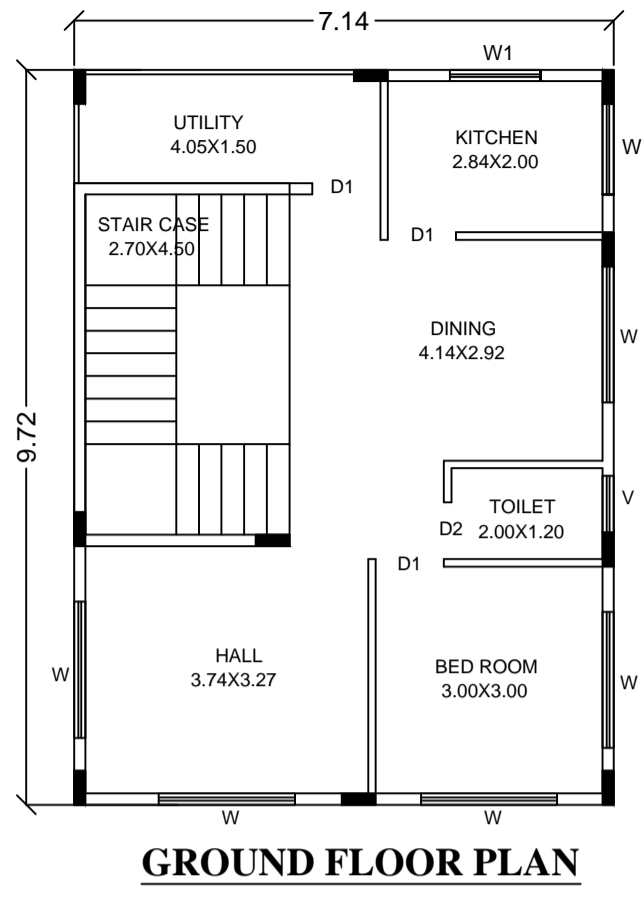 7.14
W1
UTILITY
4.05X1.50
KITCHEN
2.84X2.00
W
D1
STAIR CASE
2.70X4.50
D1
DINING
4.14X2.92
W
9.72
TOILET
2.00X1.20
V
D2
D1
HALL
3.74X3.27
W
BED ROOM
3.00X3.00
W
W
W
GROUND FLOOR PLAN